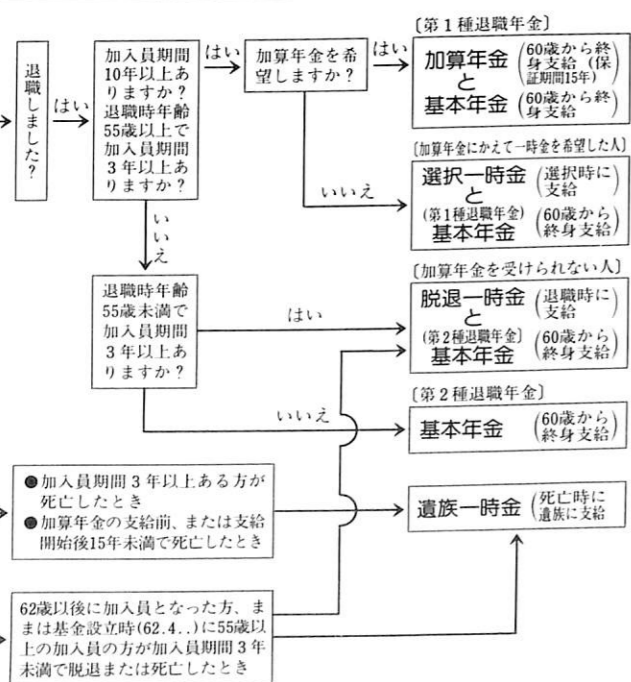 退職しました?
はい
加入員期間
10年以上あ
りますか?
退職時年齢
55歳以上で
加入員期間
3年以上あ
りますか?
はい
加算年金を希
望しますか?
はい
〔第1種退職年金〕
加算年金(60歳から終
身支給(保
証期間15年)
と
基本年金(60歳から終
身支給)
いいえ
〔加算年金にかえて一時金を希望した人〕
選択一時金(選択時に
支給)
と
(第1種退職年金)
基本年金(60歳から
終身支給)
いいえ
退職時年齢
55歳未満で
加入員期間
3年以上あ
りますか?
はい
〔加算年金を受けられない人〕
脱退一時金(退職時に
支給)
と
(第2種退職年金〕
基本年金(60歳から
終身支給)
いいえ
〔第2種退職年金〕
基本年金(60歳から
終身支給)
●加入員期間3年以上ある方が
死亡したとき
●加算年金の支給前、または支給
開始後15年未満で死亡したとき
遺族一時金(死亡時に
遺族に支給
62歳以後に加入員となった方、ま
まは基金設立時(62.4..)に55歳以
上の加入員の方が加入員期間3年
未満で脱退または死亡したとき